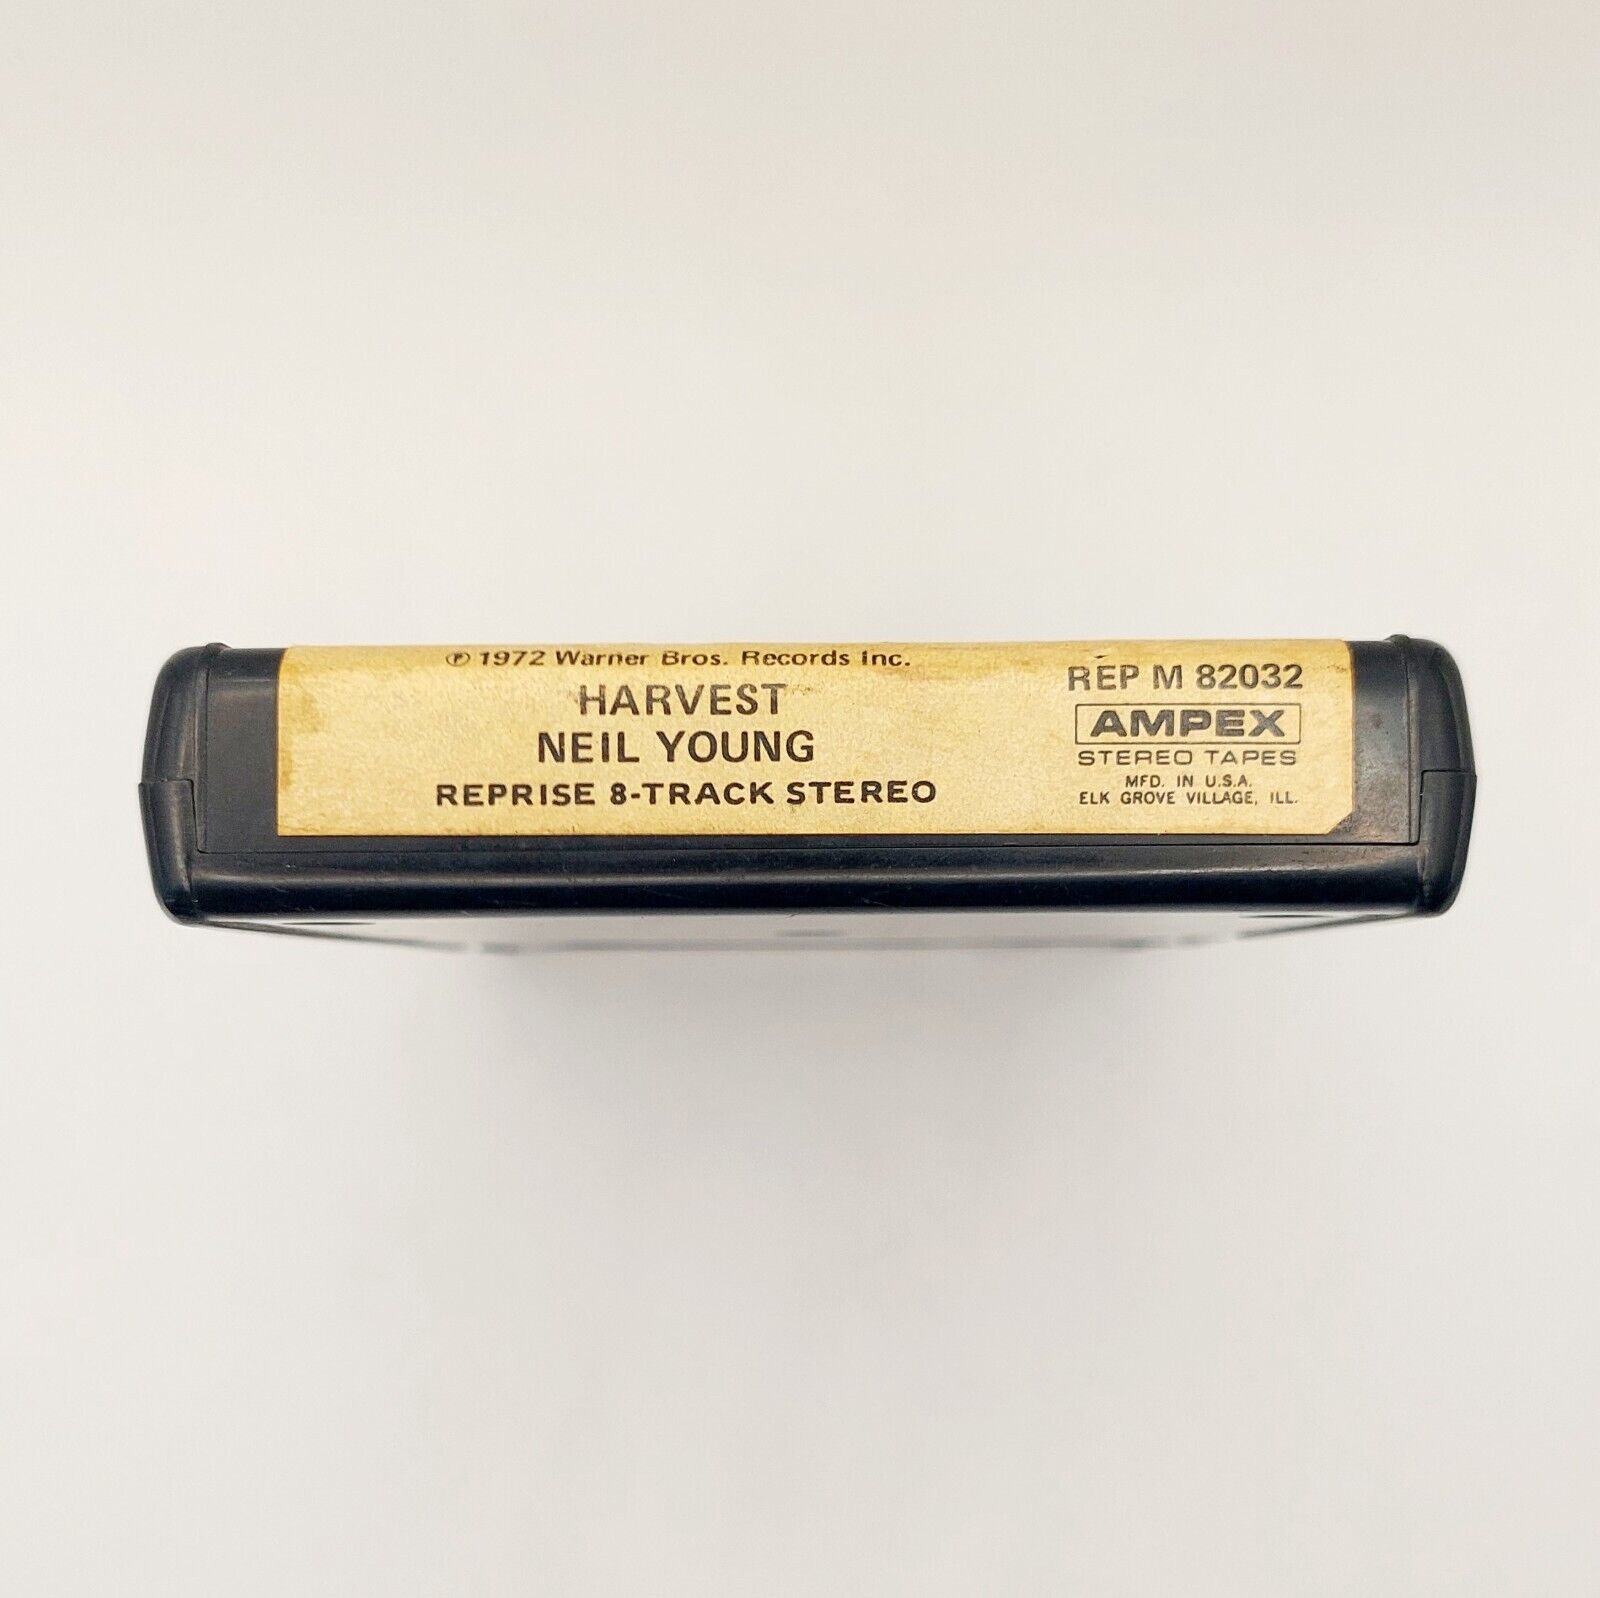 ℗ 1972 Warner Bros. Records Inc.
HARVEST
NEIL YOUNG
REPRISE 8-TRACK STEREO
REP M 82032
AMPEX
STEREO TAPES
MFD. IN U.S.A.
ELK GROVE VILLAGE, ILL.